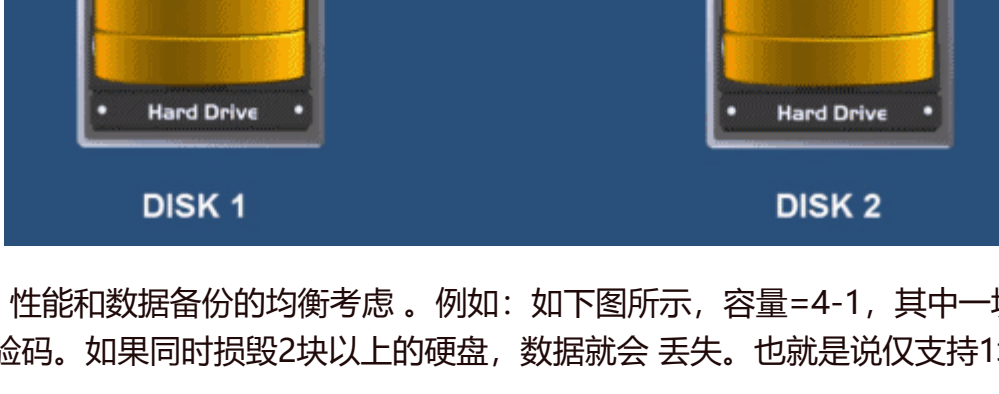 Hard Drive Hard Drive
DISK 1 DISK 2
性能和数据备份的均衡考虑 。例如：如下图所示，容量=4-1，其中一
验码。如果同时损毁2块以上的硬盘，数据就会 丢失。也就是说仅支持1